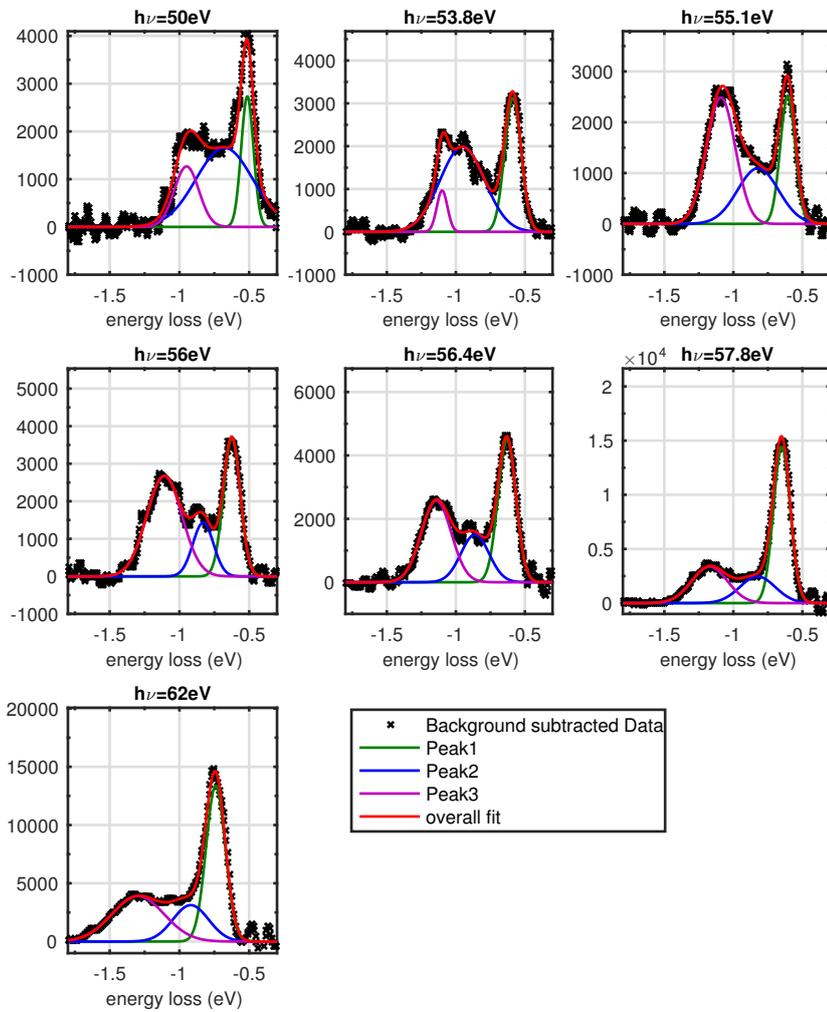 hν=50eV
4000
3000
2000
1000
0
-1000
-1.5 -1 -0.5
energy loss (eV)
hν=53.8eV
4000
3000
2000
1000
0
-1000
-1.5 -1 -0.5
energy loss (eV)
hν=55.1eV
3000
2000
1000
0
-1000
-1.5 -1 -0.5
energy loss (eV)
hν=56eV
5000
4000
3000
2000
1000
0
-1000
-1.5 -1 -0.5
energy loss (eV)
hν=56.4eV
6000
4000
2000
0
-1.5 -1 -0.5
energy loss (eV)
×10^4 hν=57.8eV
2
1.5
1
0.5
0
-1.5 -1 -0.5
energy loss (eV)
hν=62eV
20000
15000
10000
5000
0
-1.5 -1 -0.5
energy loss (eV)
Background subtracted Data
Peak1
Peak2
Peak3
overall fit